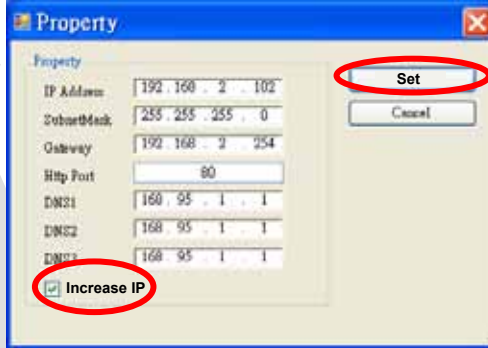 Property
Property
IP Address 192 . 168 . 2 . 102
SubnetMask 255 . 255 . 255 . 0
Gateway 192 . 168 . 2 . 254
Http Port 80
DNS1 168 . 95 . 1 . 1
DNS2 168 . 95 . 1 . 1
DNS3 168 . 95 . 1 . 1
Increase IP
Set
Cancel